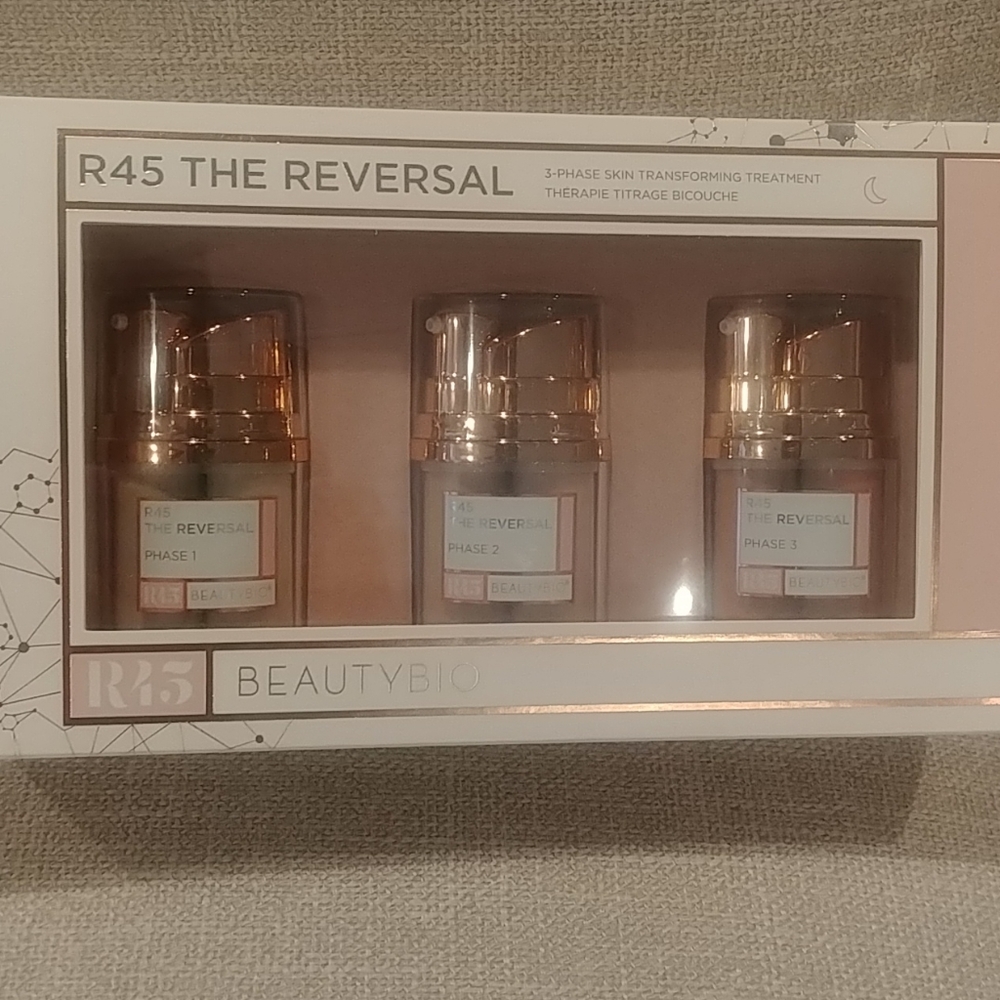 R45 THE REVERSAL
3-PHASE SKIN TRANSFORMING TREATMENT
THÉRAPIE TITRAGE BICOUCHE
R45
THE REVERSAL
PHASE 1
R45 BEAUTYBIO®
R45
THE REVERSAL
PHASE 2
R45 BEAUTYBIO®
R45
THE REVERSAL
PHASE 3
R45 BEAUTYBIO®
R45 BEAUTYBIO